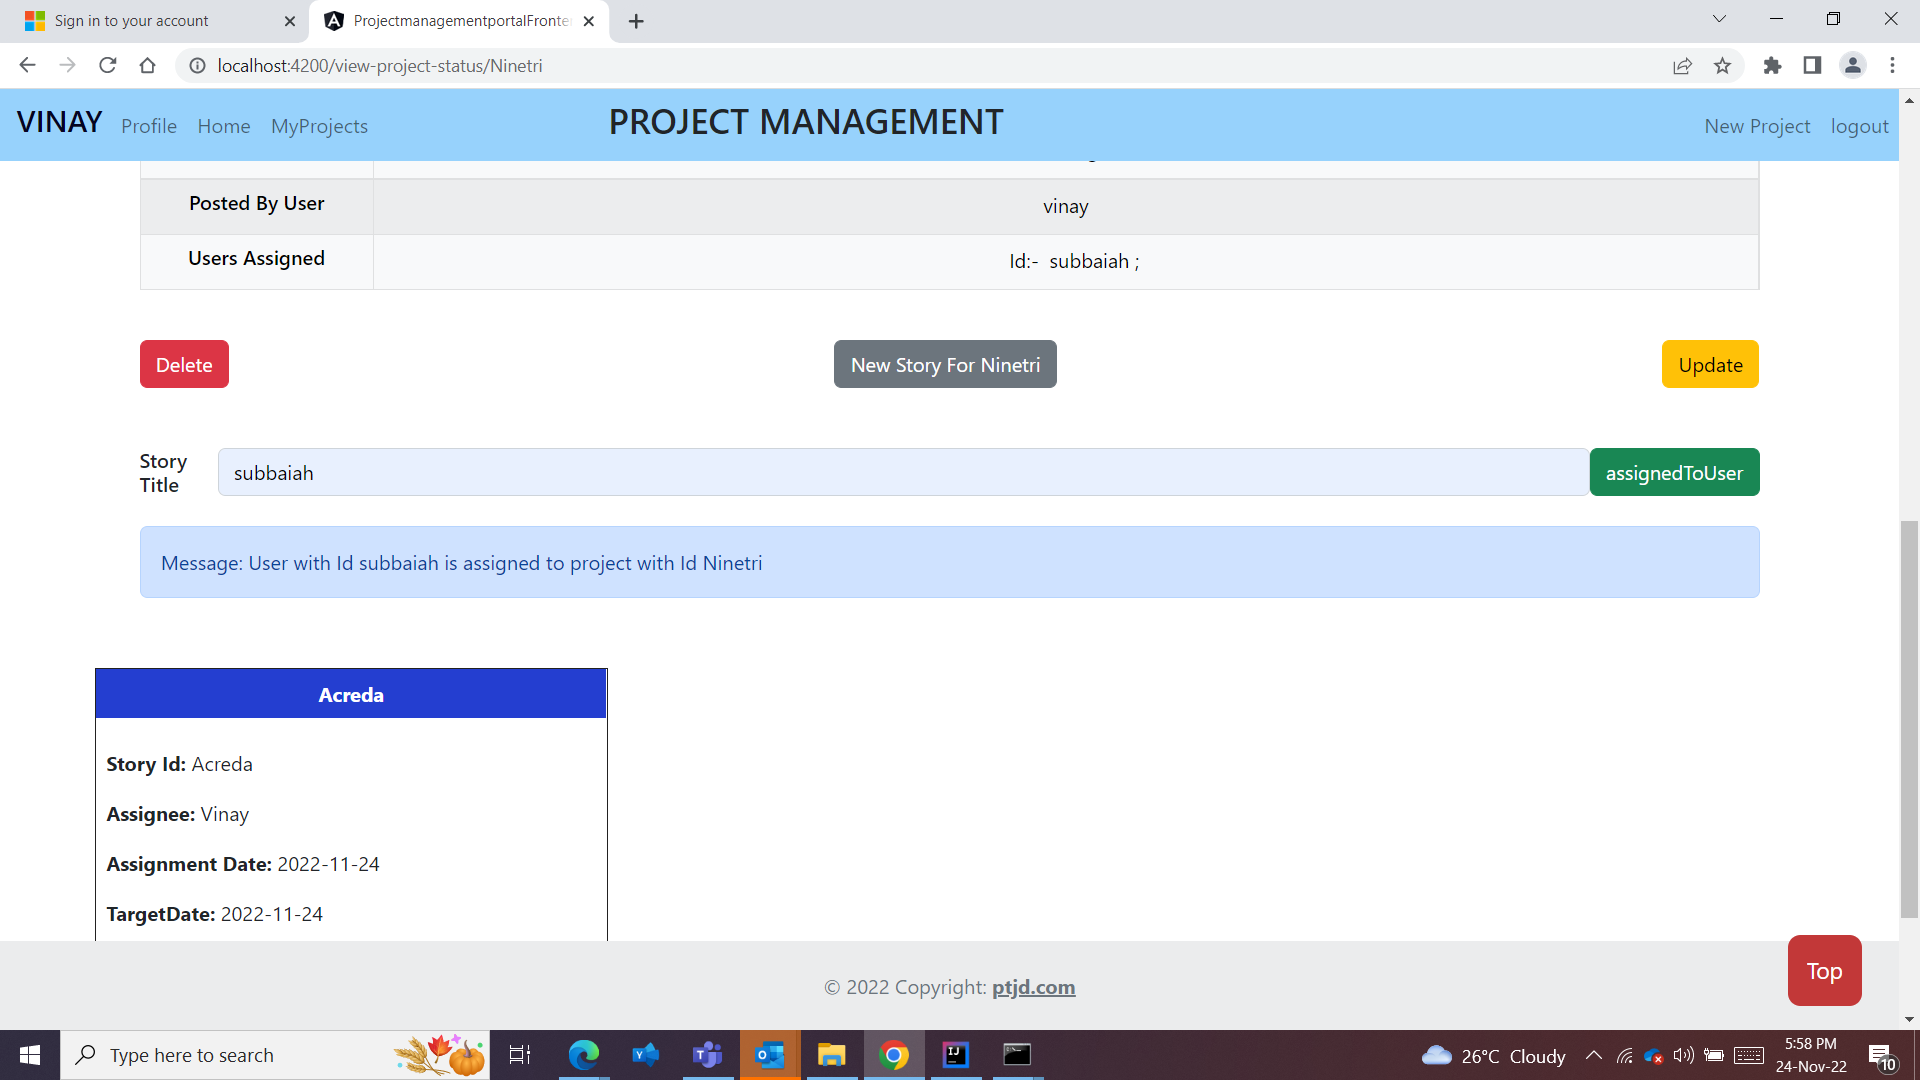 Sign in to your account
ProjectmanagementportalFronte
localhost:4200/view-project-status/Ninetri
VINAY Profile Home MyProjects PROJECT MANAGEMENT New Project logout
Posted By User vinay
Users Assigned Id:- subbaiah ;
Delete New Story For Ninetri Update
Story Title subbaiah assignedToUser
Message: User with Id subbaiah is assigned to project with Id Ninetri
Acreda
Story Id: Acreda
Assignee: Vinay
Assignment Date: 2022-11-24
TargetDate: 2022-11-24
Top
© 2022 Copyright: ptjd.com
Type here to search
26°C Cloudy
5:58 PM
24-Nov-22
10